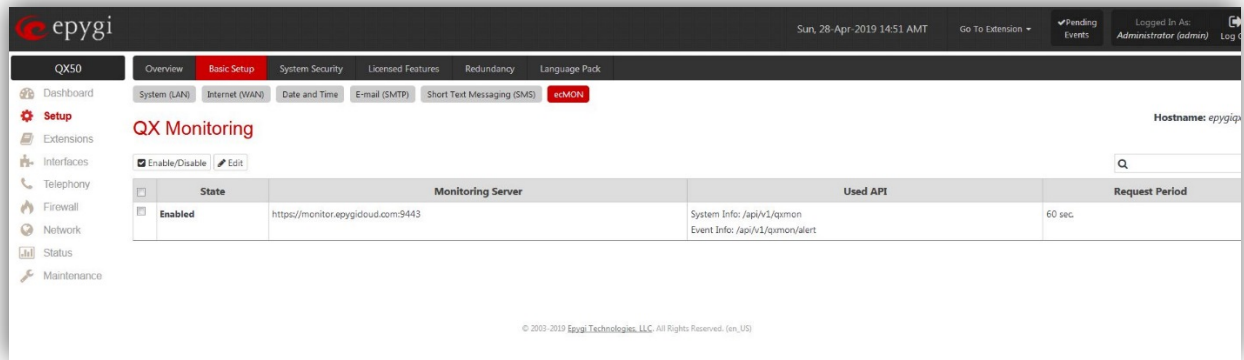 epygi
Sun, 28-Apr-2019 14:51 AMT
Go To Extension
Pending Events
Logged In As:
Administrator (admin)
Log
QX50
Overview Basic Setup System Security Licensed Features Redundancy Language Pack
Dashboard
Setup
Extensions
Interfaces
Telephony
Firewall
Network
Status
Maintenance
System (LAN) Internet (WAN) Date and Time E-mail (SMTP) Short Text Messaging (SMS) ecMON
Hostname: epygiqx
QX Monitoring
Enable/Disable Edit
State Monitoring Server Used API Request Period
Enabled https://monitor.epygicloud.com:9443 System Info: /api/v1/qxmon 60 sec.
Event Info: /api/v1/qxmon/alert
© 2003-2019 Epygi Technologies, LLC. All Rights Reserved. (en_US)